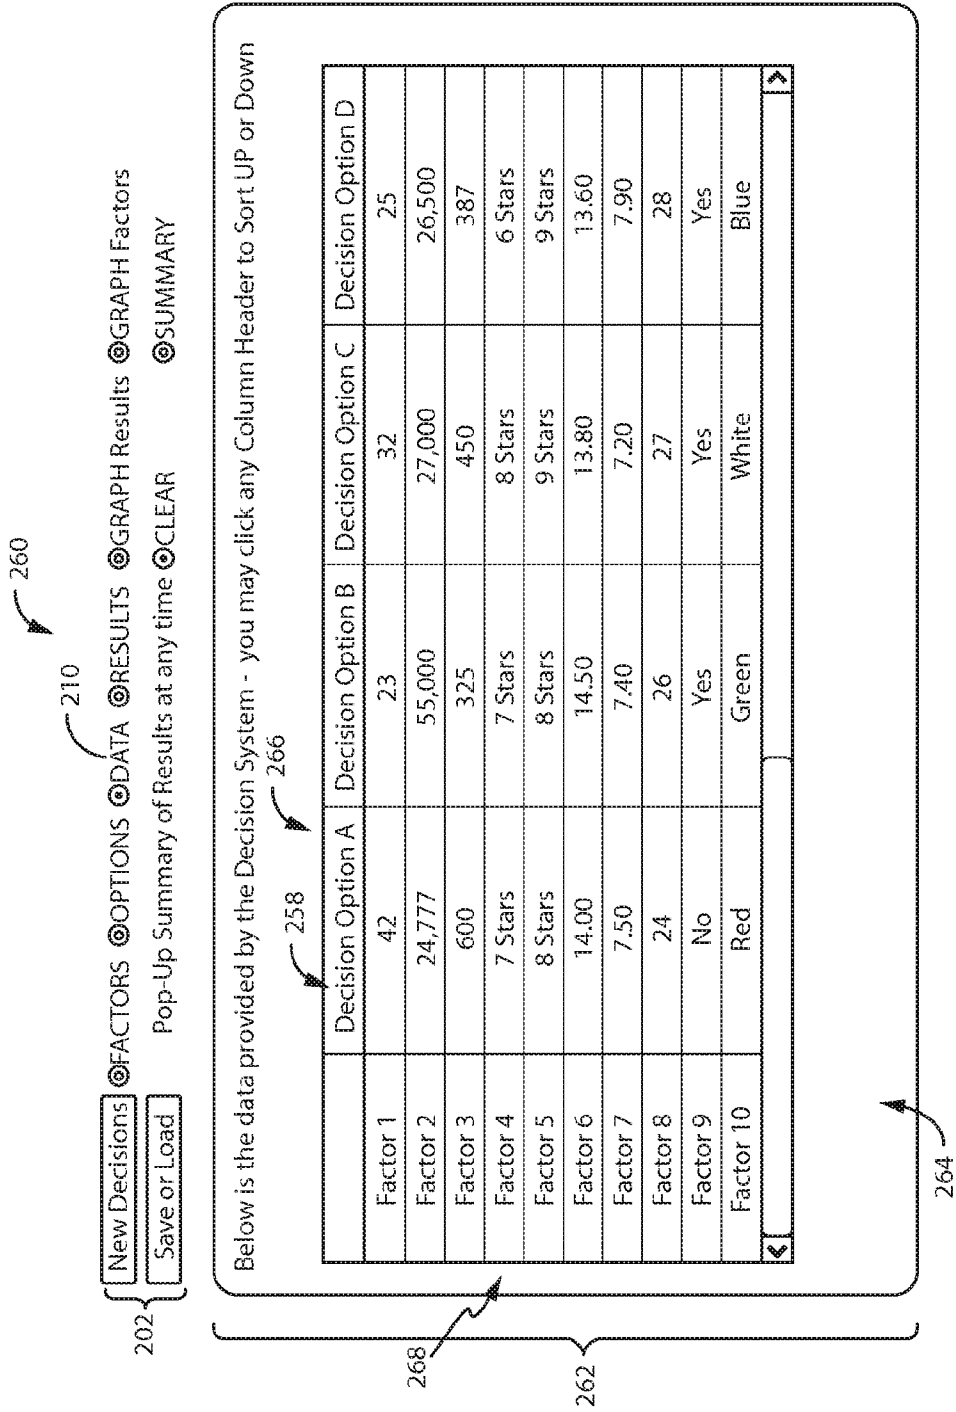 260
210
New Decisions FACTORS OPTIONS DATA RESULTS GRAPH Results GRAPH Factors
Save or Load Pop-Up Summary of Results at any time CLEAR SUMMARY
202
Below is the data provided by the Decision System - you may click any Column Header to Sort UP or Down
258
266
Decision Option A Decision Option B Decision Option C Decision Option D
Factor 1 42 23 32 25
Factor 2 24,777 55,000 27,000 26,500
Factor 3 600 325 450 387
Factor 4 7 Stars 7 Stars 8 Stars 6 Stars
Factor 5 8 Stars 8 Stars 9 Stars 9 Stars
Factor 6 14.00 14.50 13.80 13.60
Factor 7 7.50 7.40 7.20 7.90
Factor 8 24 26 27 28
Factor 9 No Yes Yes Yes
Factor 10 Red Green White Blue
268
262
264